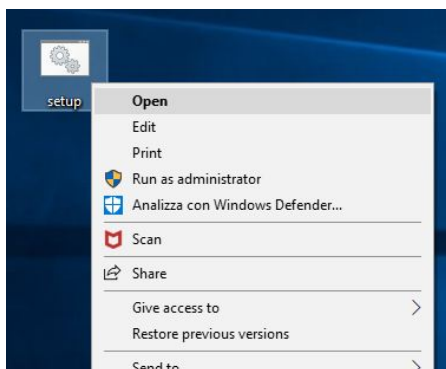 setup
Open
Edit
Print
Run as administrator
Analizza con Windows Defender...
Scan
Share
Give access to
Restore previous versions
Send to